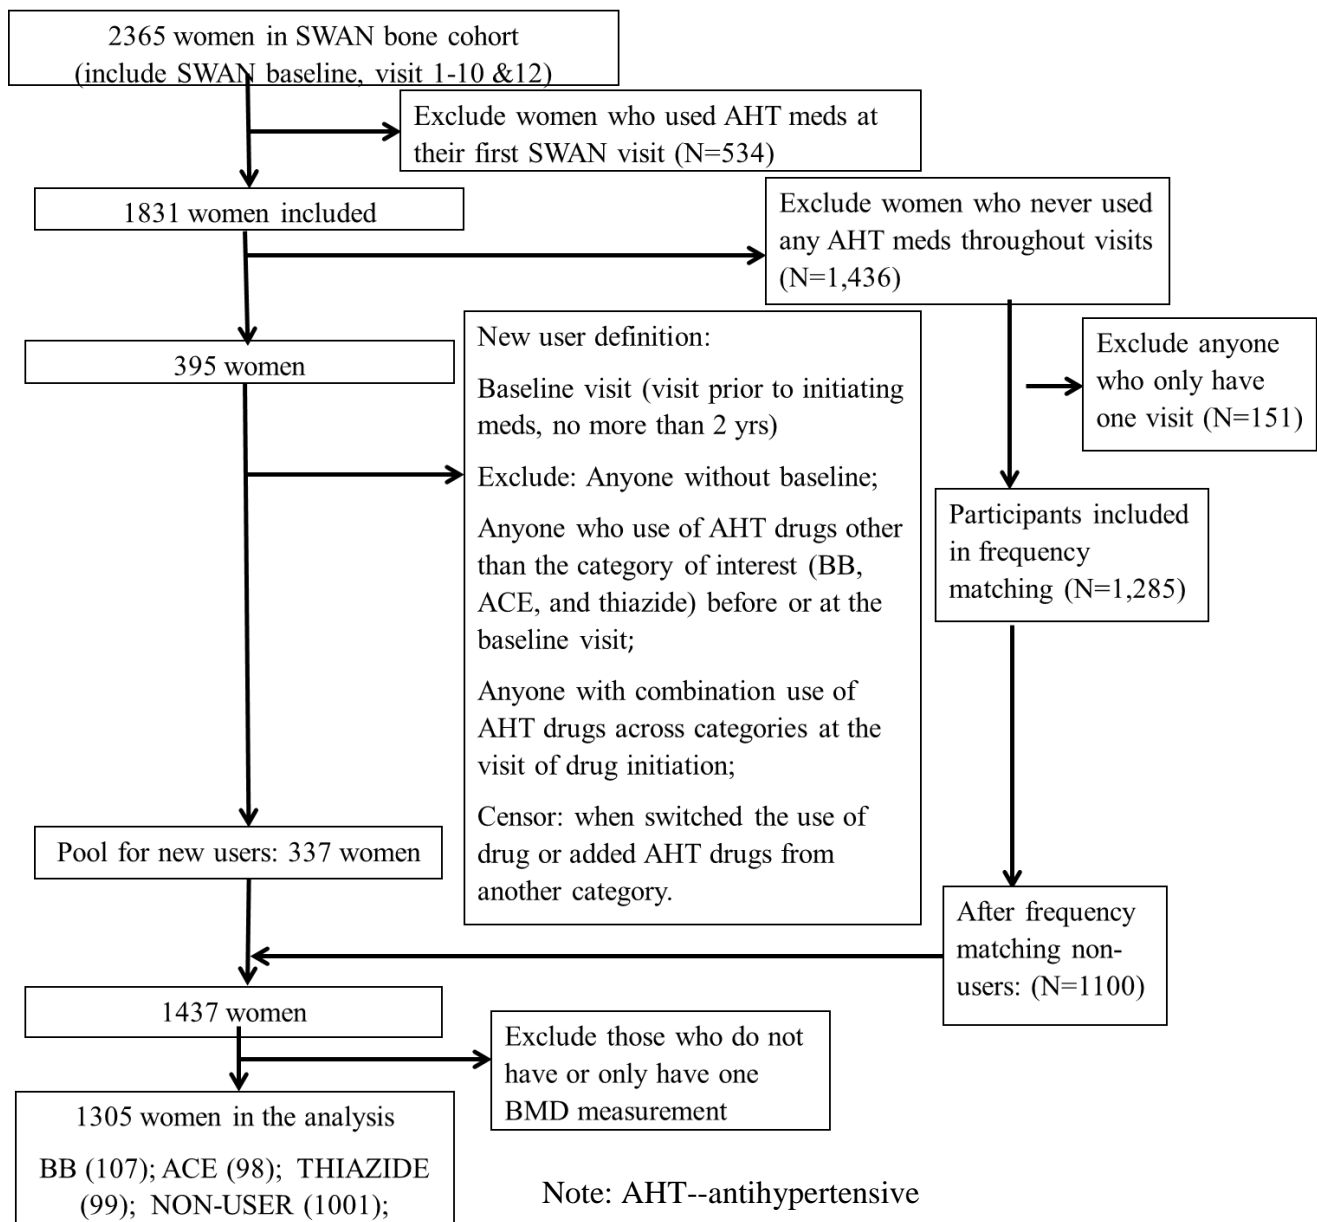 2365 women in SWAN bone cohort
(include SWAN baseline, visit 1-10 &12)
Exclude women who used AHT meds at
their first SWAN visit (N=534)
1831 women included
Exclude women who never used
any AHT meds throughout visits
(N=1,436)
395 women
New user definition:
Baseline visit (visit prior to initiating
meds, no more than 2 yrs)
Exclude: Anyone without baseline;
Anyone who use of AHT drugs other
than the category of interest (BB,
ACE, and thiazide) before or at the
baseline visit;
Anyone with combination use of
AHT drugs across categories at the
visit of drug initiation;
Censor: when switched the use of
drug or added AHT drugs from
another category.
Exclude anyone
who only have
one visit (N=151)
Participants included
in frequency
matching (N=1,285)
Pool for new users: 337 women
After frequency
matching non-
users: (N=1100)
1437 women
Exclude those who do not
have or only have one
BMD measurement
1305 women in the analysis
BB (107); ACE (98); THIAZIDE
(99); NON-USER (1001);
Note: AHT--antihypertensive